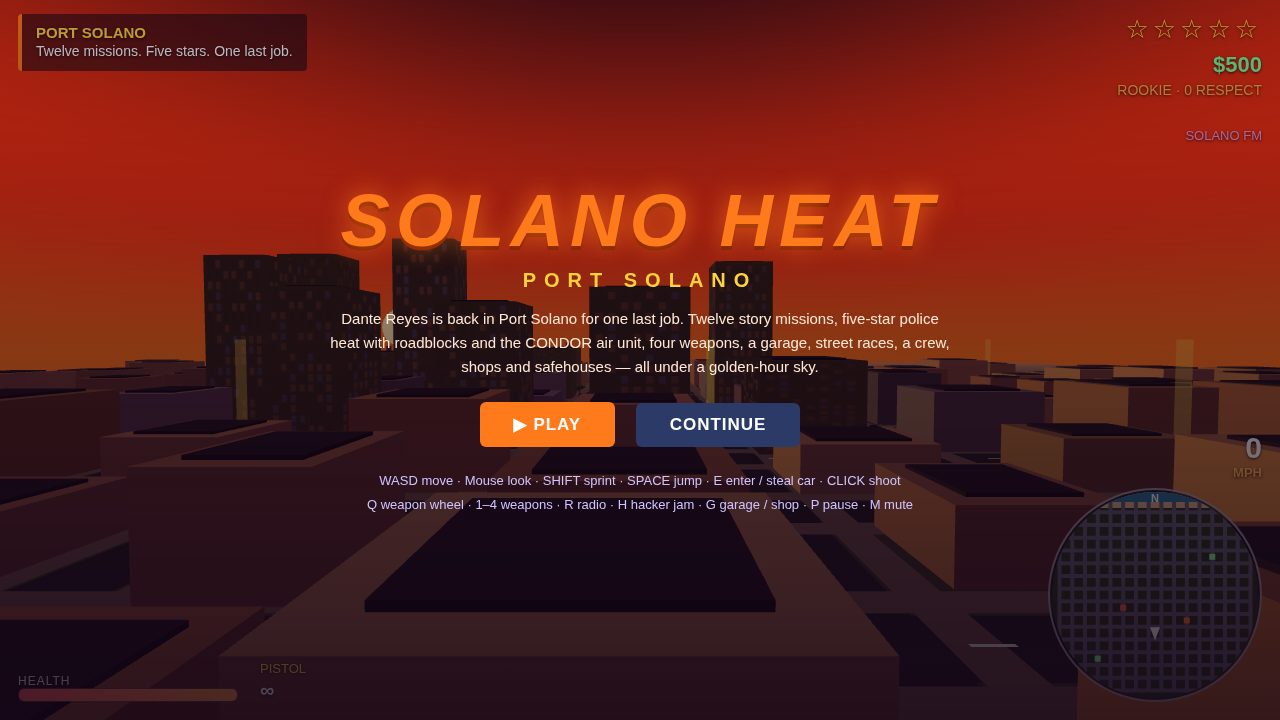 PORT SOLANO
Twelve missions. Five stars. One last job.
☆☆☆☆☆
$500
ROOKIE · 0 RESPECT
SOLANO FM
SOLANO HEAT
PORT SOLANO
Dante Reyes is back in Port Solano for one last job. Twelve story missions, five-star police
heat with roadblocks and the CONDOR air unit, four weapons, a garage, street races, a crew,
shops and safehouses — all under a golden-hour sky.
▶ PLAY
CONTINUE
WASD move · Mouse look · SHIFT sprint · SPACE jump · E enter / steal car · CLICK shoot
Q weapon wheel · 1–4 weapons · R radio · H hacker jam · G garage / shop · P pause · M mute
0
MPH
N
HEALTH
PISTOL
∞